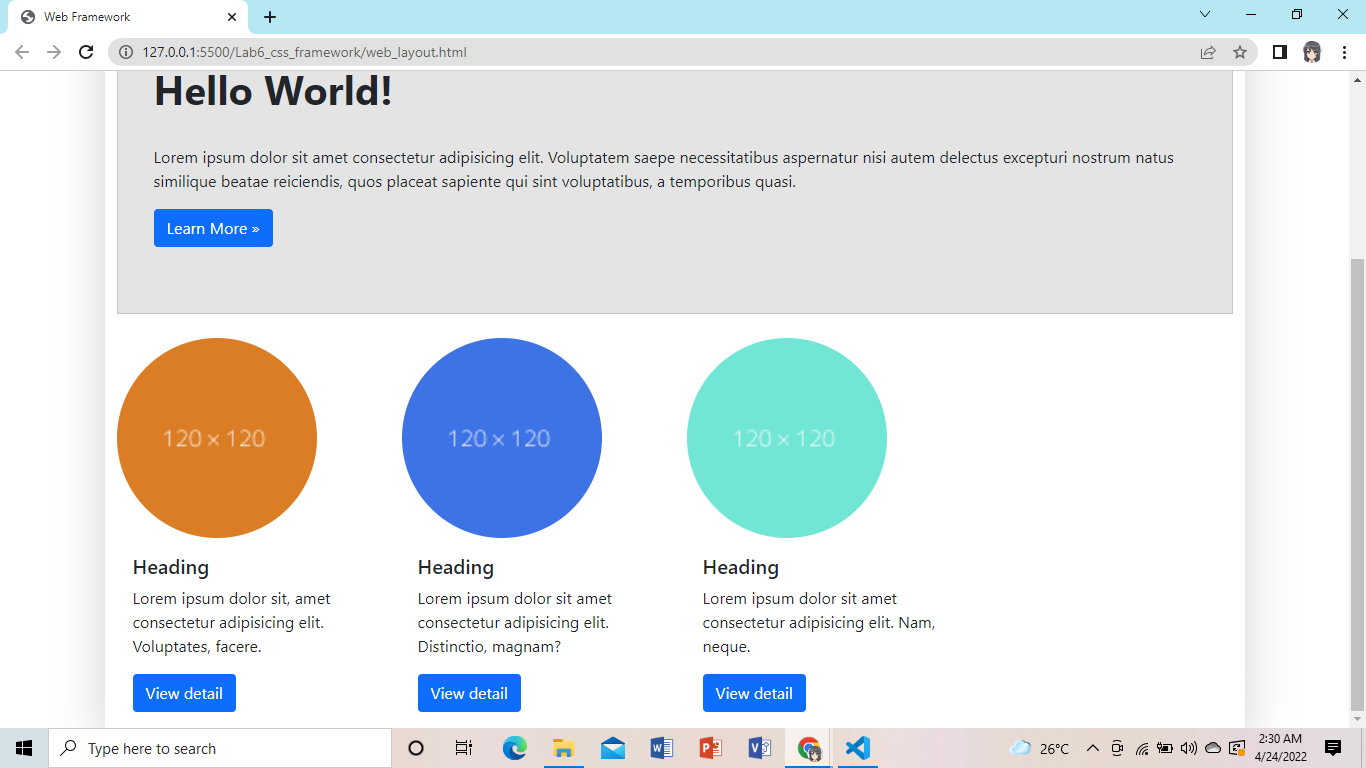 Web Framework
127.0.0.1:5500/Lab6_css_framework/web_layout.html
Hello World!
Lorem ipsum dolor sit amet consectetur adipisicing elit. Voluptatem saepe necessitatibus aspernatur nisi autem delectus excepturi nostrum natus
similique beatae reiciendis, quos placeat sapiente qui sint voluptatibus, a temporibus quasi.
Learn More »
120 × 120
120 × 120
120 × 120
Heading
Lorem ipsum dolor sit, amet
consectetur adipisicing elit.
Voluptates, facere.
View detail
Heading
Lorem ipsum dolor sit amet
consectetur adipisicing elit.
Distinctio, magnam?
View detail
Heading
Lorem ipsum dolor sit amet
consectetur adipisicing elit. Nam,
neque.
View detail
Type here to search
26°C
2:30 AM
4/24/2022